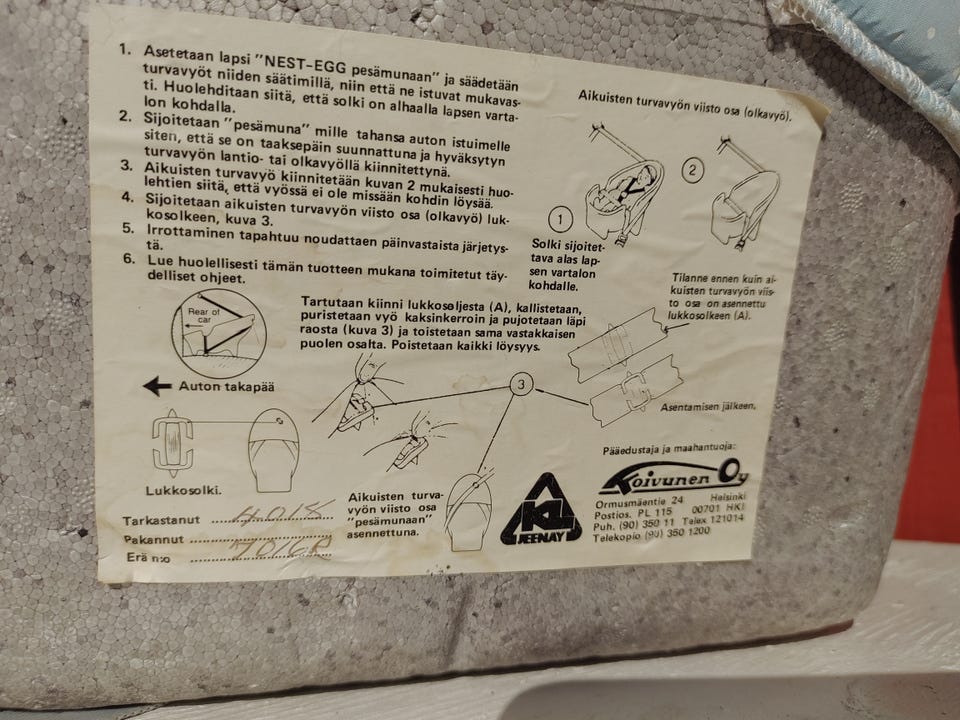 1. Asetetaan lapsi "NEST-EGG pesämunaan" ja säädetään
turvavyöt niiden säätimillä, niin että ne istuvat mukavas-
ti. Huolehditaan siitä, että solki on alhaalla lapsen varta-
lon kohdalla.
2. Sijoitetaan "pesämuna" mille tahansa auton istuimelle
siten, että se on taaksepäin suunnattuna ja hyväksytyn
turvavyön lantio- tai olkavyöllä kiinnitettynä.
3. Aikuisten turvavyö kiinnitetään kuvan 2 mukaisesti huo-
lehtien siitä, että vyössä ei ole missään kohdin löysää.
4. Sijoitetaan aikuisten turvavyön viisto osa (olkavyö) luk-
kosolkeen, kuva 3.
5. Irrottaminen tapahtuu noudattaen päinvastaista järjetys-
tä.
6. Lue huolellisesti tämän tuotteen mukana toimitetut täy-
delliset ohjeet.
Aikuisten turvavyön viisto osa (olkavyö).
1
2
Solki sijoitet-
tava alas lap-
sen vartalon
kohdalle.
Tilanne ennen kuin ai-
kuisten turvavyön viis-
to osa on asennettu
lukkosolkeen (A).
Rear of
car
Auton takapää
Tartutaan kiinni lukkosoljesta (A), kallistetaan,
puristetaan vyö kaksinkerroin ja pujotetaan läpi
raosta (kuva 3) ja toistetaan sama vastakkaisen
puolen osalta. Poistetaan kaikki löysyys.
3
Asentamisen jälkeen.
Lukkosolki.
Aikuisten turva-
vyön viisto osa
"pesämunaan"
asennettuna.
KL
JEENAY
Pääedustaja ja maahantuoja:
Koivunen Oy
Ormusmäentie 24 Helsinki
Postios. PL 115 00701 HKI
Puh. (90) 350 11 Telex 121014
Telekopio (90) 350 1200
Tarkastanut
Pakannut
Erä n:o